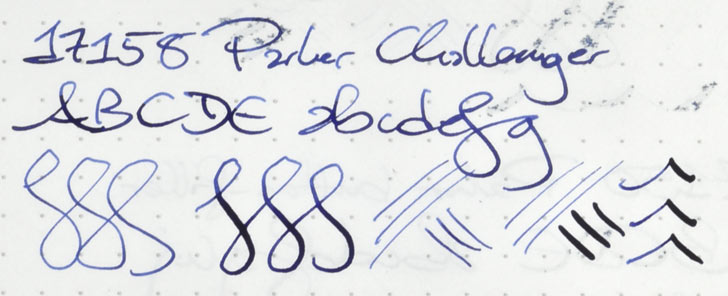 17158 Parker Challenger
ABCDE abcdefg